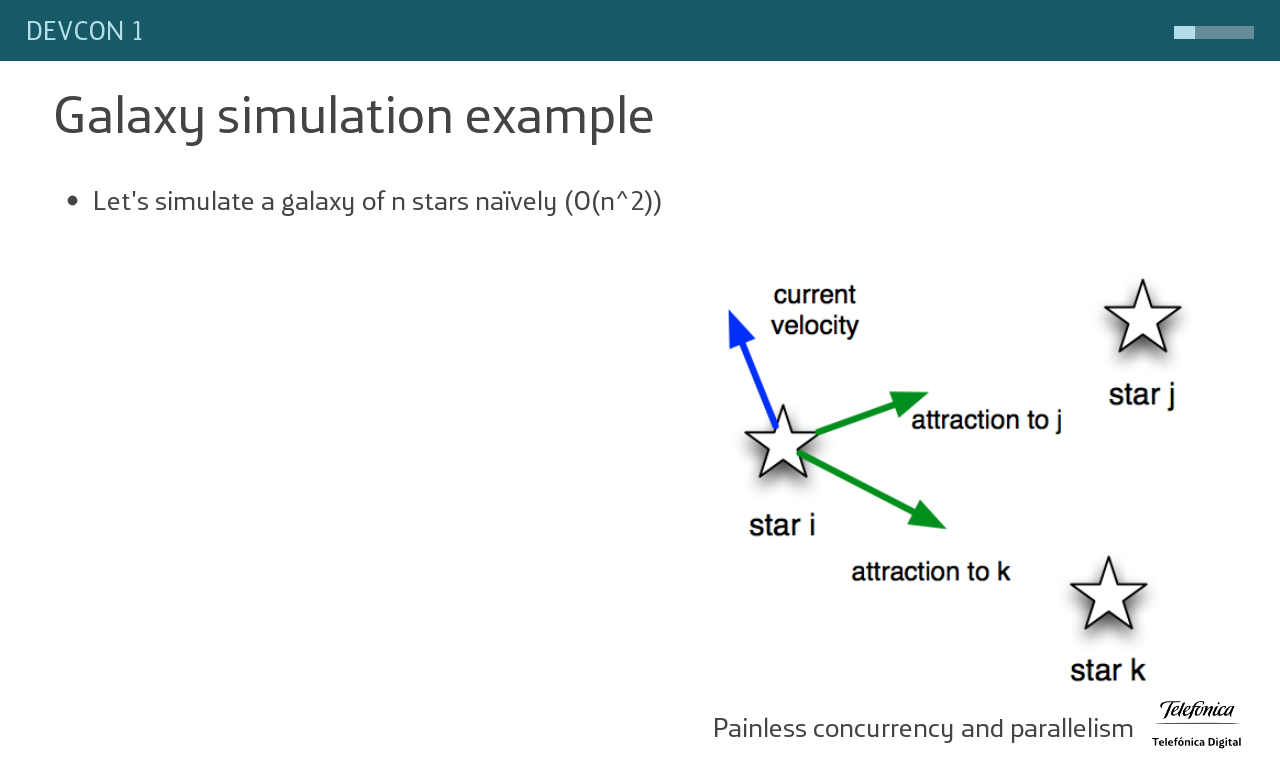 DEVCON 1
Galaxy simulation example
Let's simulate a galaxy of n stars naïvely (O(n^2))
current
velocity
star j
attraction to j
star i
attraction to k
star k
Painless concurrency and parallelism
Telefónica
Telefónica Digital